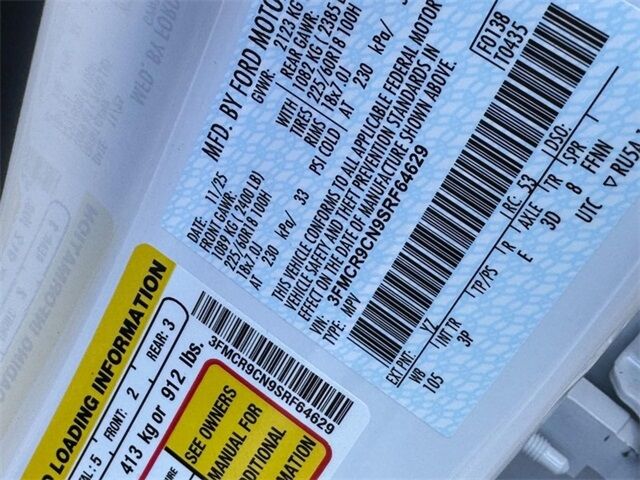 MFD. BY FORD MOTOR
DATE: 11/25
GVWR: 2123 KG
FRONT GAWR: REAR GAWR:
1089 KG (2400 LB) 1082 KG (2385 LB)
225/60R18 100H WITH TIRES 225/60R18 100H
18x7.0J RIMS 18x7.0J
AT 230 kPa/ 33 PSI COLD AT 230 kPa/
THIS VEHICLE CONFORMS TO ALL APPLICABLE FEDERAL MOTOR
VEHICLE SAFETY AND THEFT PREVENTION STANDARDS IN
EFFECT ON THE DATE OF MANUFACTURE SHOWN ABOVE.
VIN: 3FMCR9CN9SRF64629
TYPE: MPV
F0138
T0435
EXT PNT: YZ RC: 53 DSO:
WB INT TR TP/PS R AXLE TR SPR
105 3P E 3D 8 FFNN
UTC ▽ RUSA
LOADING INFORMATION
FRONT: 2 REAR: 3
413 kg or 912 lbs.
3FMCR9CN9SRF64629
SEE OWNERS
MANUAL FOR